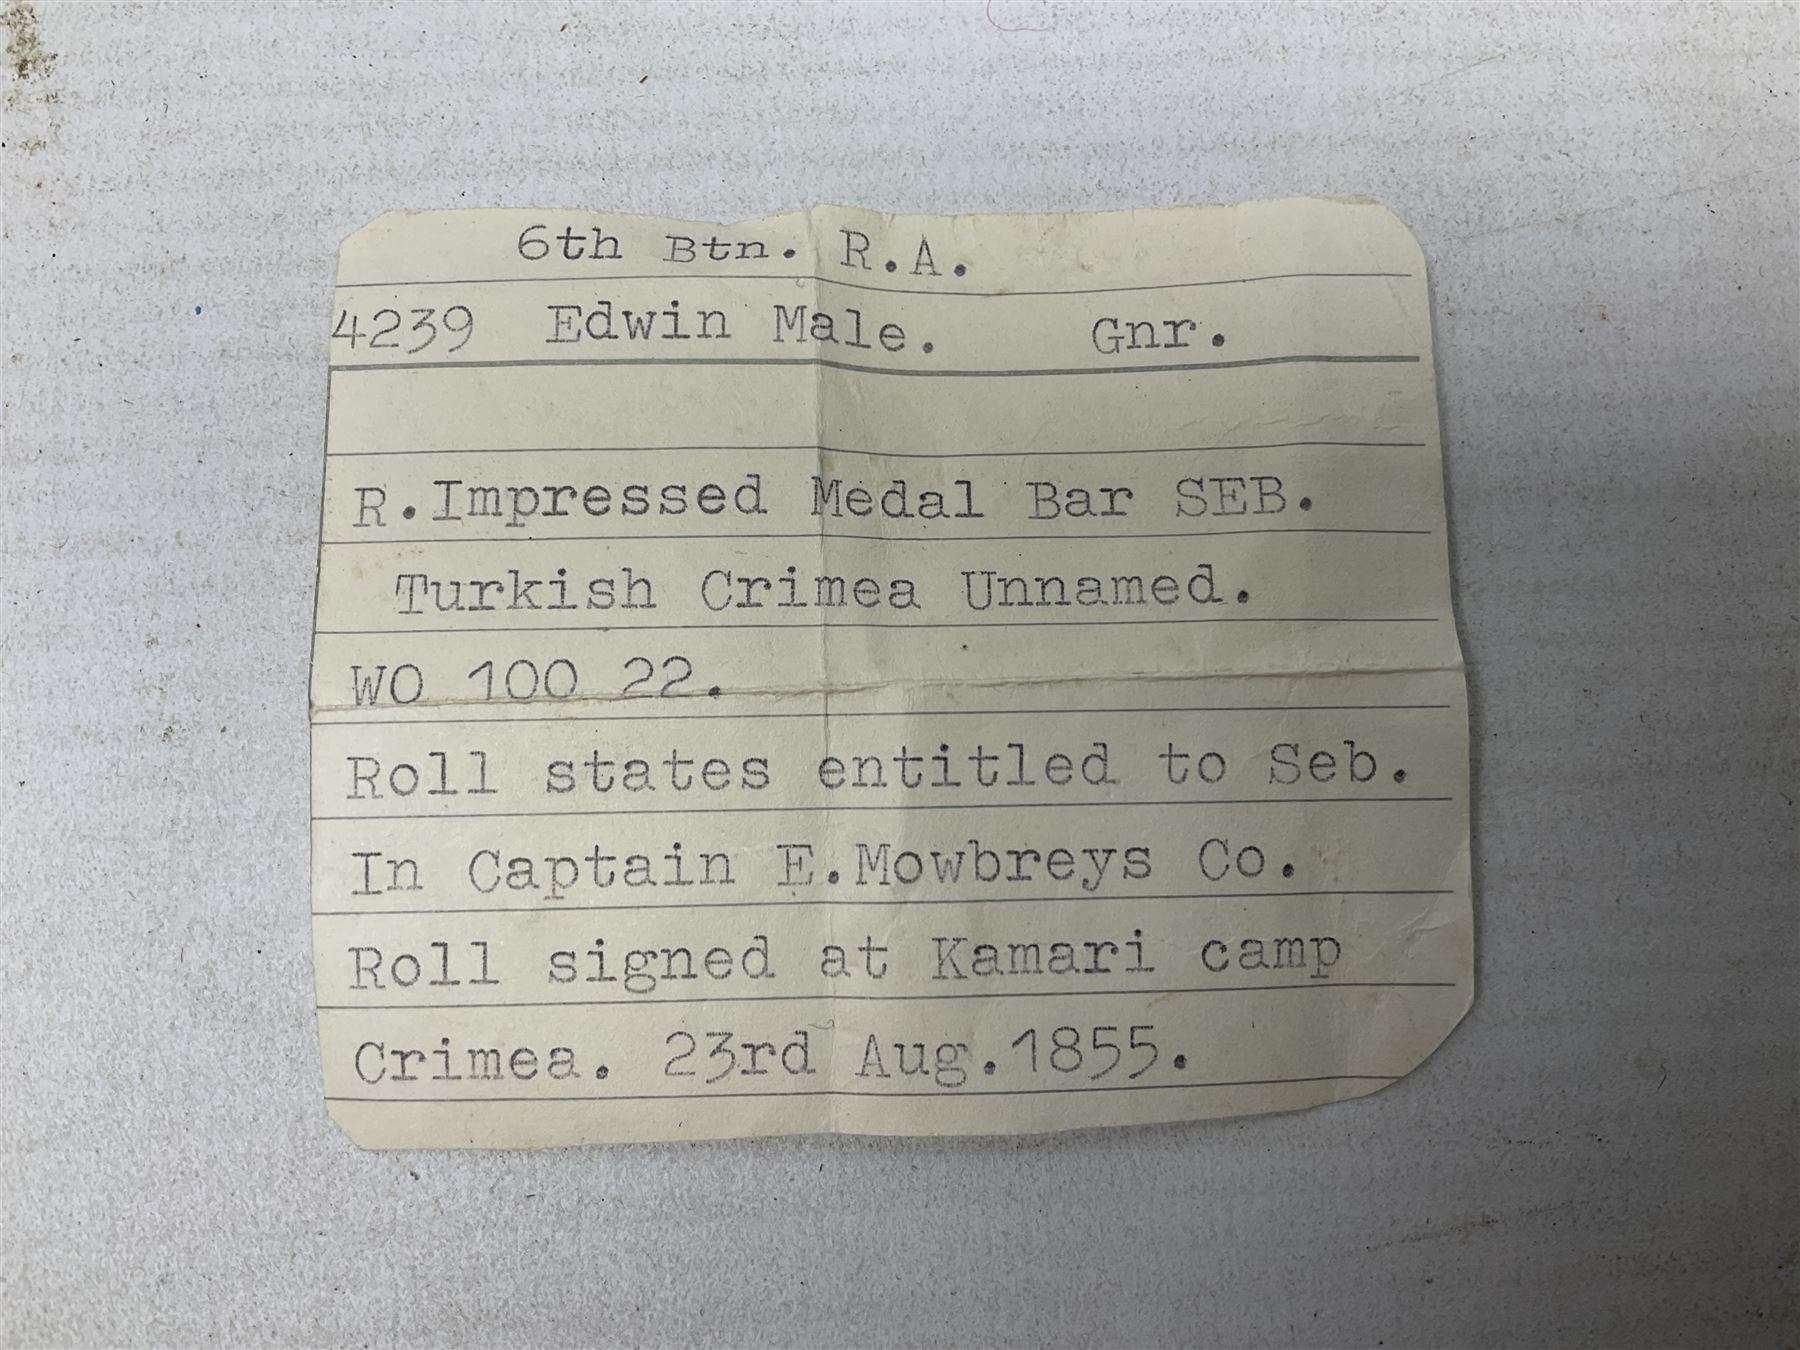 6th Btn. R.A.
4239 Edwin Male. Gnr.
R.Impressed Medal Bar SEB.
Turkish Crimea Unnamed.
WO 100 22.
Roll states entitled to Seb.
In Captain E.Mowbreys Co.
Roll signed at Kamari camp
Crimea. 23rd Aug.1855.